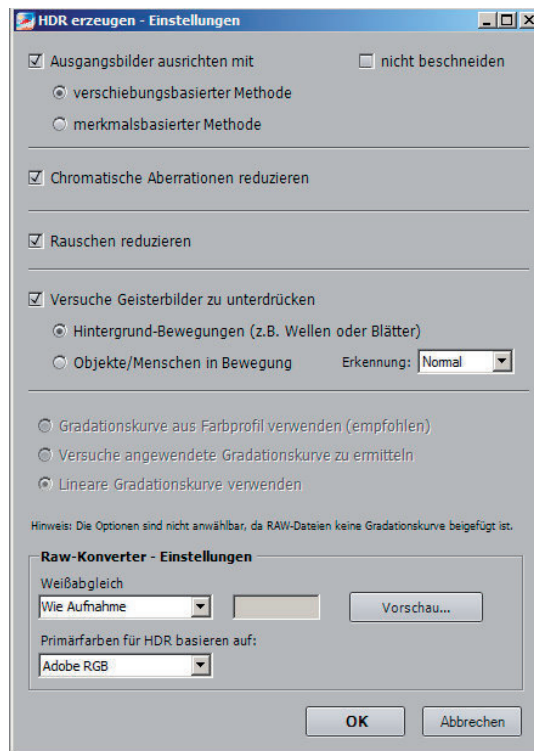 HDR erzeugen - Einstellungen
Ausgangsbilder ausrichten mit
nicht beschneiden
verschiebungsbasierter Methode
merkmalsbasierter Methode
Chromatische Aberrationen reduzieren
Rauschen reduzieren
Versuche Geisterbilder zu unterdrücken
Hintergrund-Bewegungen (z.B. Wellen oder Blätter)
Objekte/Menschen in Bewegung
Erkennung: Normal
Gradationskurve aus Farbprofil verwenden (empfohlen)
Versuche angewendete Gradationskurve zu ermitteln
Lineare Gradationskurve verwenden
Hinweis: Die Optionen sind nicht anwählbar, da RAW-Dateien keine Gradationskurve beigefügt ist.
Raw-Konverter - Einstellungen
Weißabgleich
Wie Aufnahme
Vorschau...
Primärfarben für HDR basieren auf:
Adobe RGB
OK
Abbrechen